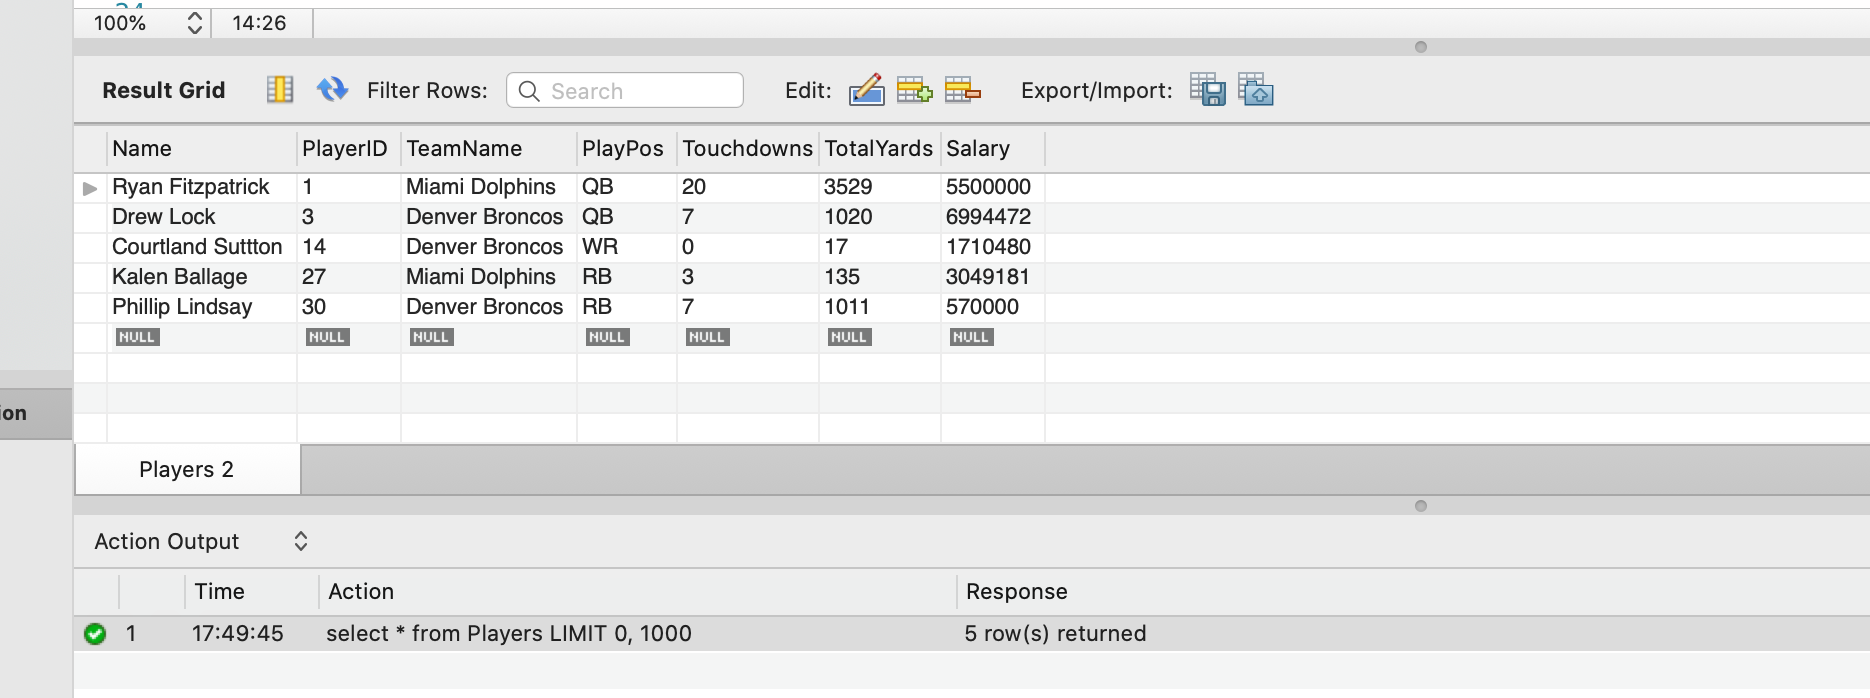 100% 14:26
Result Grid Filter Rows: Search Edit: Export/Import:
Name PlayerID TeamName PlayPos Touchdowns TotalYards Salary
Ryan Fitzpatrick 1 Miami Dolphins QB 20 3529 5500000
Drew Lock 3 Denver Broncos QB 7 1020 6994472
Courtland Suttton 14 Denver Broncos WR 0 17 1710480
Kalen Ballage 27 Miami Dolphins RB 3 135 3049181
Phillip Lindsay 30 Denver Broncos RB 7 1011 570000
NULL NULL NULL NULL NULL NULL NULL
ion
Players 2
Action Output
Time Action Response
1 17:49:45 select * from Players LIMIT 0, 1000 5 row(s) returned